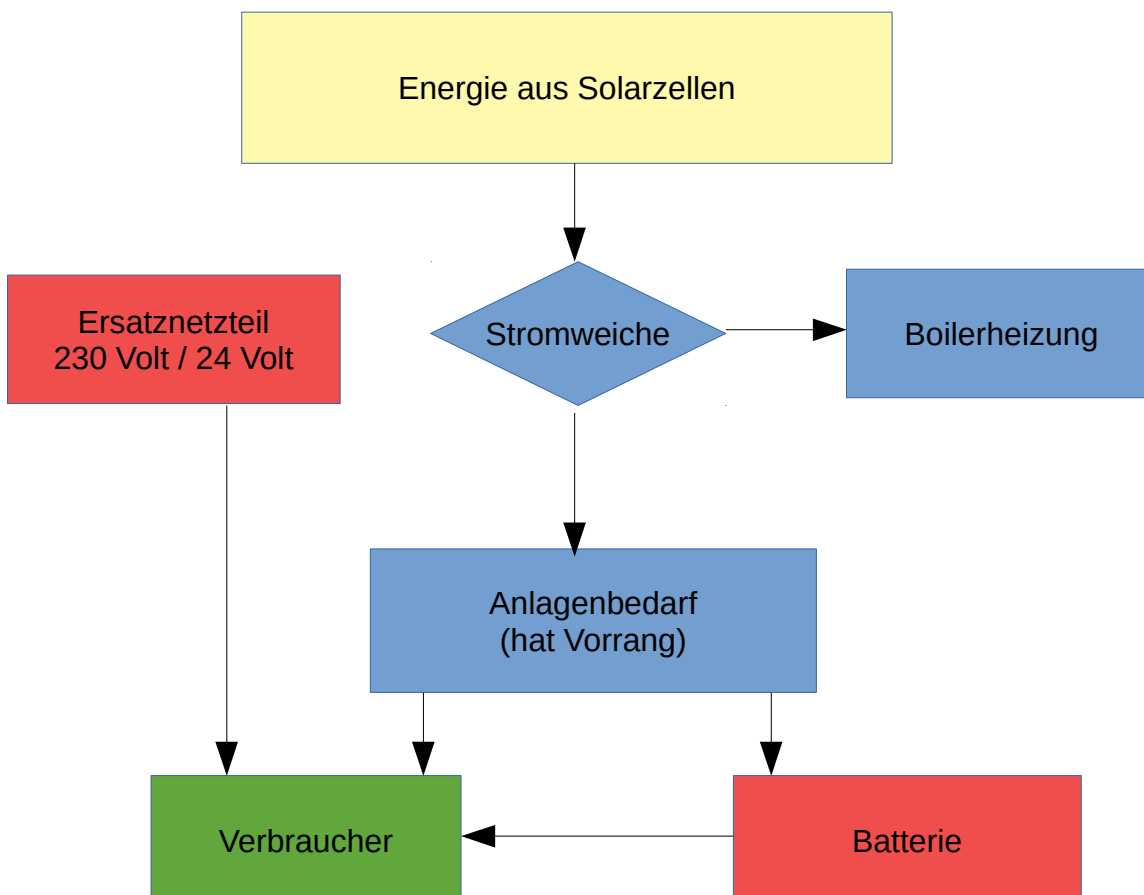 Energie aus Solarzellen
Ersatznetzteil
230 Volt / 24 Volt
Stromweiche
Boilerheizung
Anlagenbedarf
(hat Vorrang)
Verbraucher
Batterie